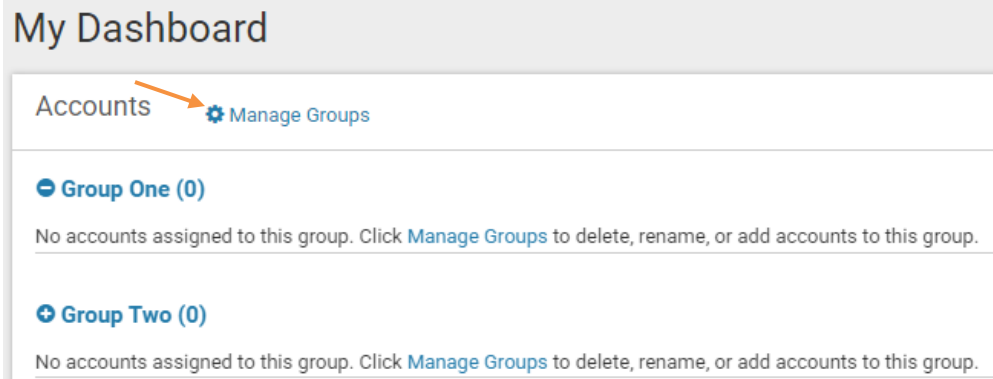 My Dashboard
Accounts Manage Groups
Group One (0)
No accounts assigned to this group. Click Manage Groups to delete, rename, or add accounts to this group.
Group Two (0)
No accounts assigned to this group. Click Manage Groups to delete, rename, or add accounts to this group.